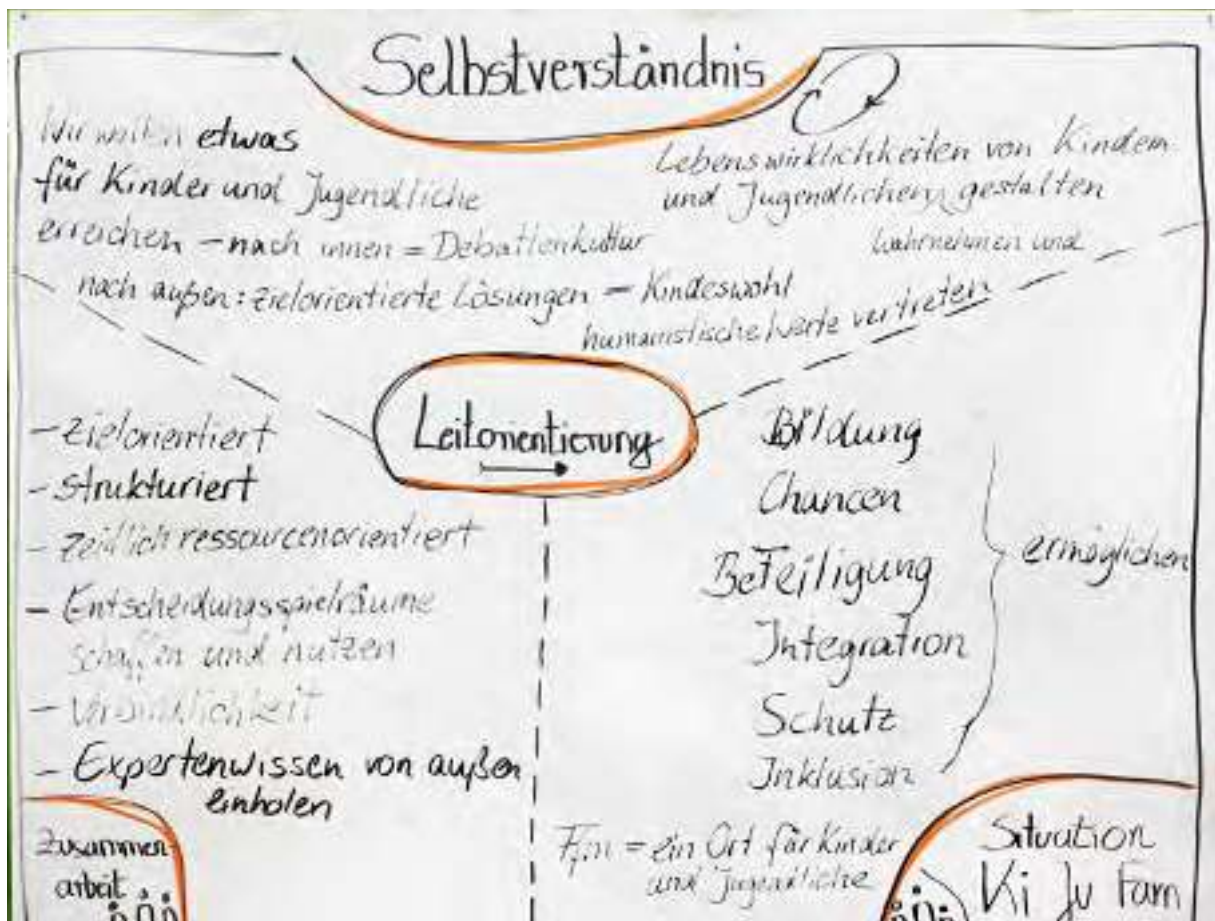 Selbstverständnis
Wir wollen etwas
für Kinder und Jugendliche
erreichen - nach innen = Debattenkultur
nach außen: zielorientierte Lösungen - Kindeswohl
humanistische Werte vertreten
Lebenswirklichkeiten von Kindern
und Jugendlichen gestalten
wahrnehmen und
Leitorientierung
- zielorientiert
- strukturiert
- zeitlich ressourcenorientiert
- Entscheidungsspielräume
schaffen und nutzen
- Verbindlichkeit
- Expertenwissen von außen
einholen
Bildung
Chancen
Beteiligung
Integration
Schutz
Inklusion
ermöglichen
= ein Ort für Kinder
und Jugendliche
Zusammen-
arbeit
Situation
Ki Ju Fam